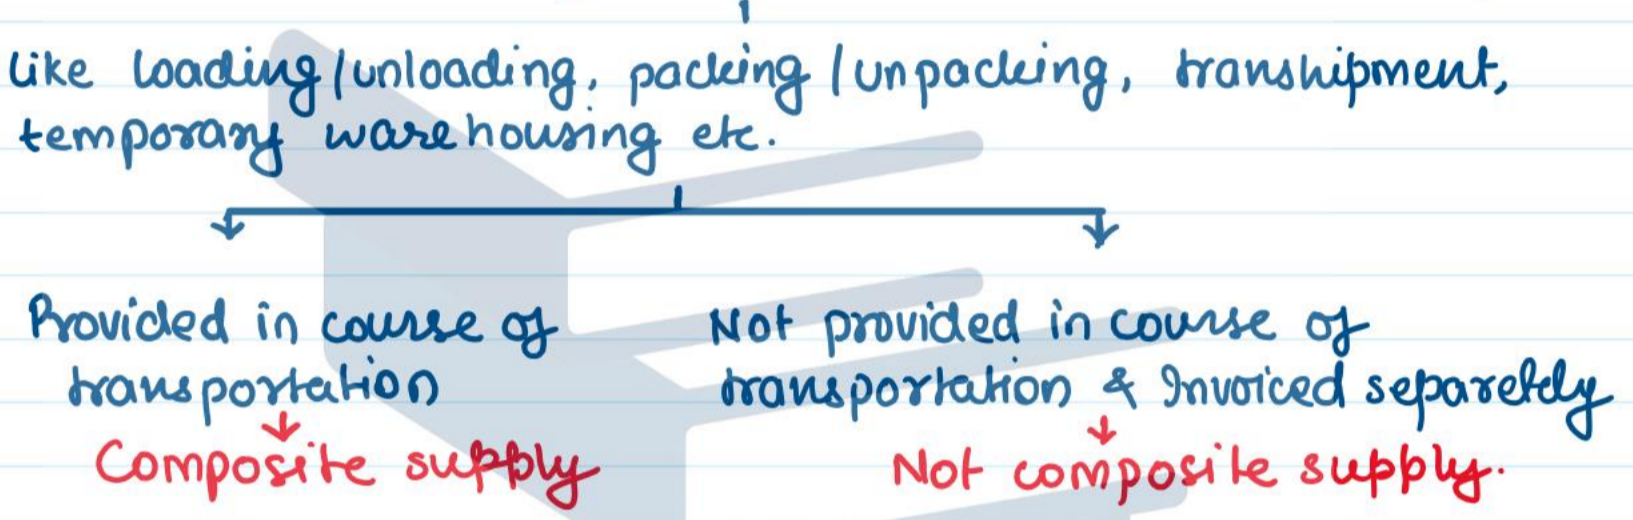 like loading/unloading, packing/unpacking, transhipment,
temporary warehousing etc.
Provided in course of
transportation
Composite supply
Not provided in course of
transportation & Invoiced separetely
Not composite supply.